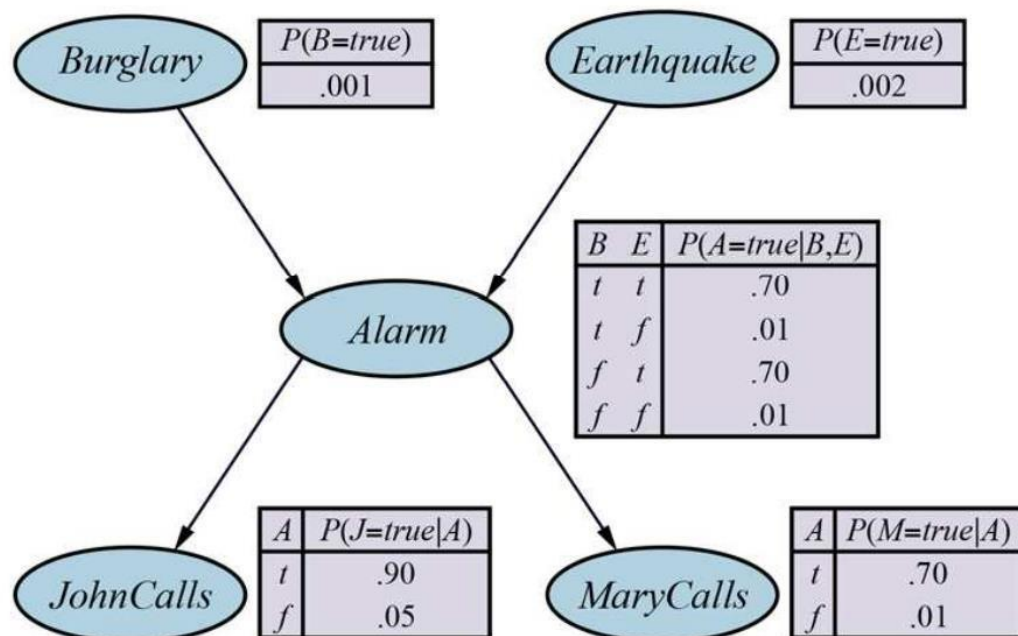 Burglary
P(B=true)
.001
Earthquake
P(E=true)
.002
B E P(A=true|B,E)
t t .70
t f .01
f t .70
f f .01
Alarm
JohnCalls
A P(J=true|A)
t .90
f .05
MaryCalls
A P(M=true|A)
t .70
f .01